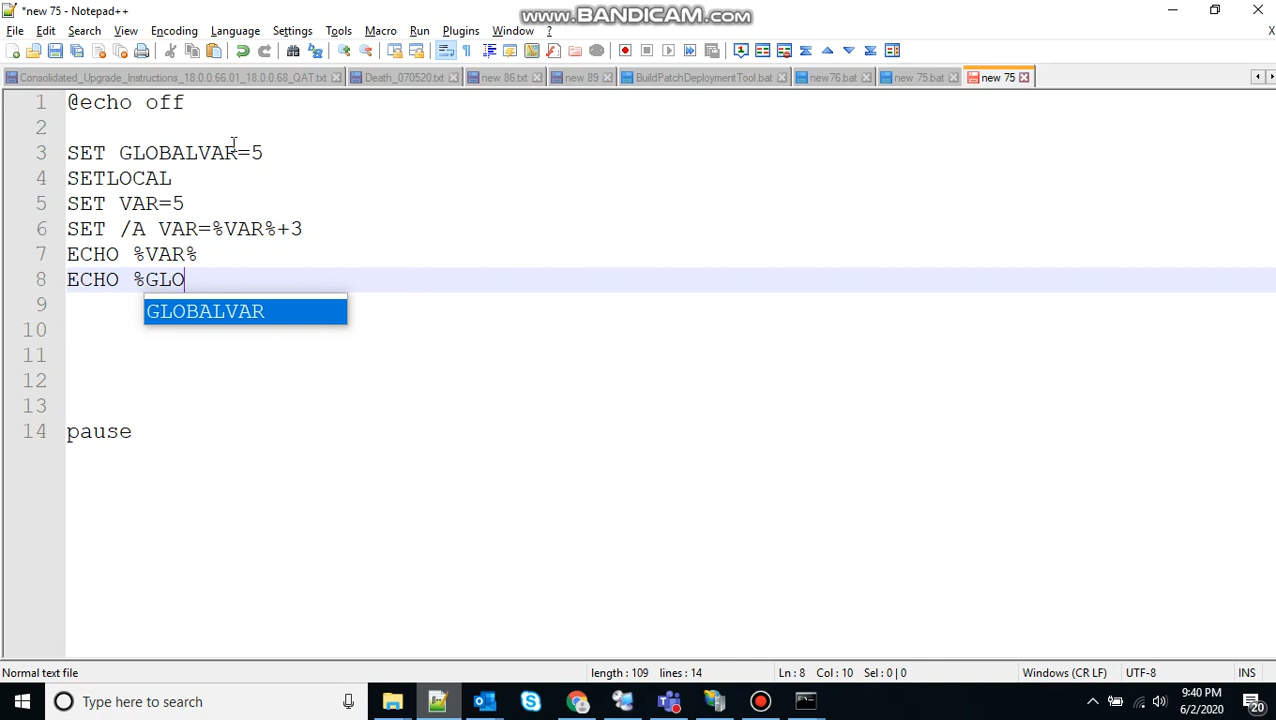 *new 75 - Notepad++
www.BANDICAM.com
File Edit Search View Encoding Language Settings Tools Macro Run Plugins Window ?
X
Death_070520.txt new 86.txt new 89 BuildPatchDeploymentTool.bat new76.bat new 75.bat new 75
1 @echo off
2
3 SET GLOBALVAR=5
4 SETLOCAL
5 SET VAR=5
6 SET /A VAR=%VAR%+3
7 ECHO %VAR%
8 ECHO %GLO
9 GLOBALVAR
10
11
12
13
14 pause
Normal text file length : 109 lines : 14 Ln : 8 Col : 10 Sel : 0 | 0 Windows (CR LF) UTF-8 INS
Type here to search
9:40 PM
6/2/2020
20